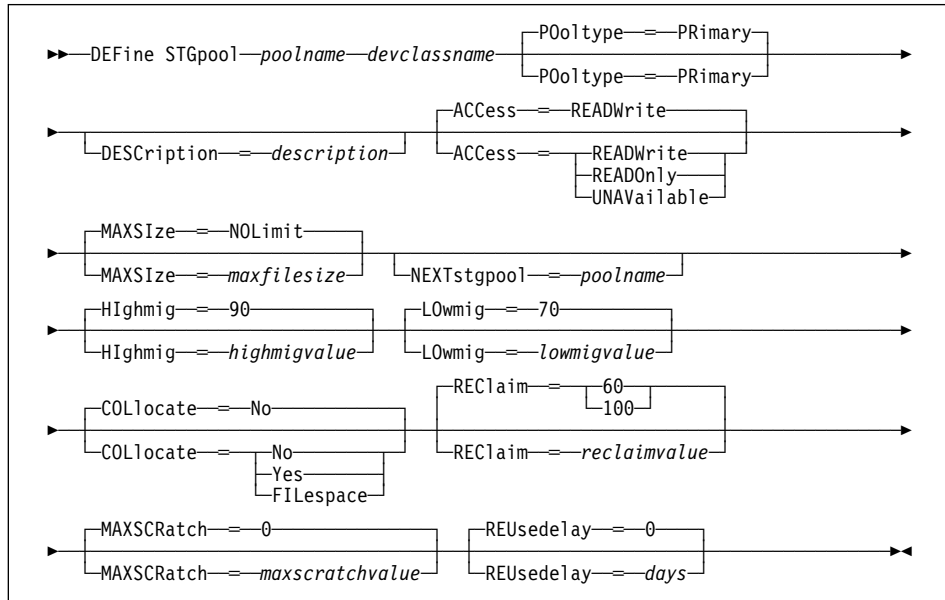 POoltype = PRimary
DEFine STGpool poolname devclassname
POoltype = PRimary
ACCess = READWrite
DESCription = description
ACCess = READWrite
READOnly
UNAVailable
MAXSIze = NOLimit
MAXSIze = maxfilesize
NEXTstgpool = poolname
HIghmig = 90
LOwmig = 70
HIghmig = highmigvalue
LOwmig = lowmigvalue
COLlocate = No
REClaim = 60
100
COLlocate = No
Yes
FILespace
REClaim = reclaimvalue
MAXSCRatch = 0
REUsedelay = 0
MAXSCRatch = maxscratchvalue
REUsedelay = days